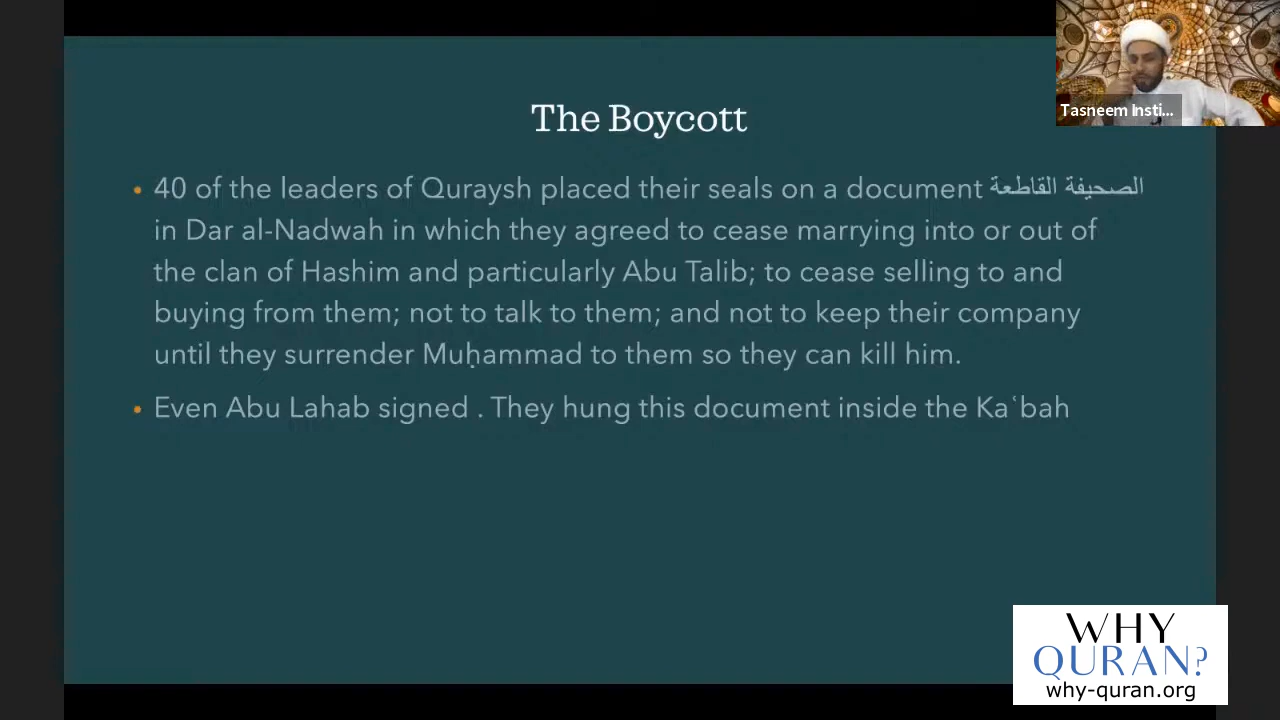 The Boycott
• 40 of the leaders of Quraysh placed their seals on a document الصحيفة القاطعة
in Dar al-Nadwah in which they agreed to cease marrying into or out of
the clan of Hashim and particularly Abu Talib; to cease selling to and
buying from them; not to talk to them; and not to keep their company
until they surrender Muḥammad to them so they can kill him.
• Even Abu Lahab signed . They hung this document inside the Kaʿbah
Tasneem Insti...
WHY
QURAN?
why-quran.org